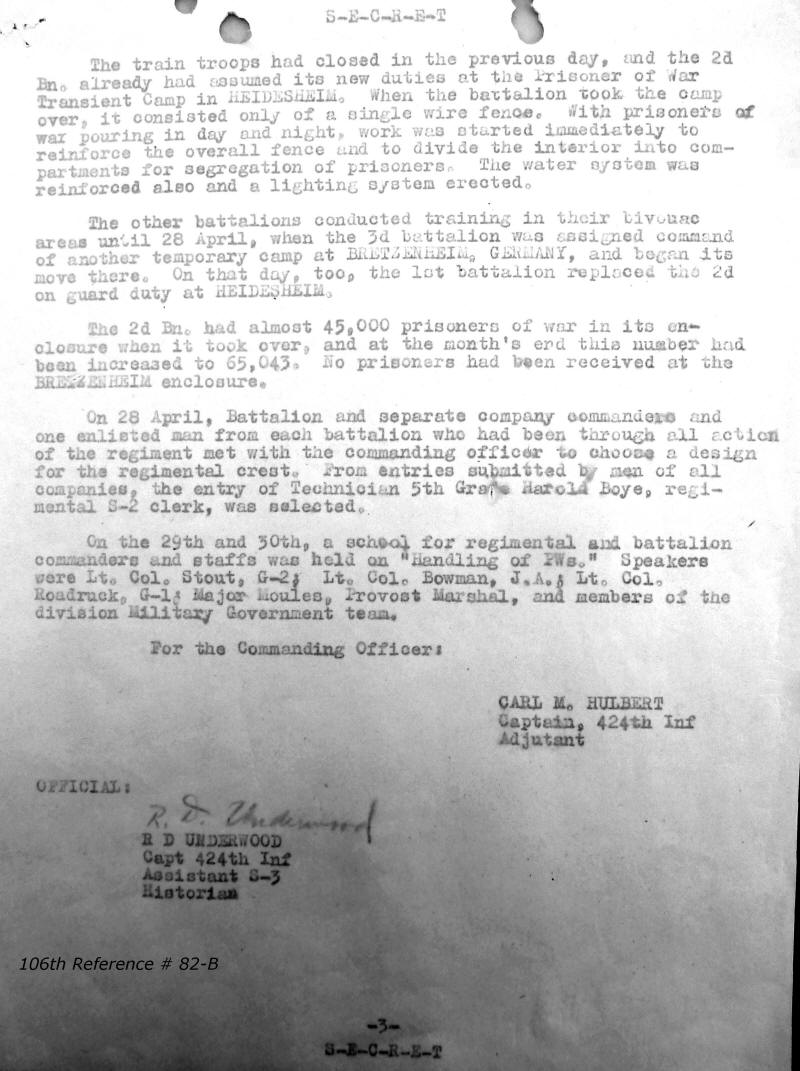 S-E-C-R-E-T
The train troops had closed in the previous day, and the 2d
Bn. already had assumed its new duties at the Prisoner of War
Transient Camp in HEIDESHEIM. When the battalion took the camp
over, it consisted only of a single wire fence. With prisoners of
war pouring in day and night, work was started immediately to
reinforce the overall fence and to divide the interior into com-
partments for segregation of prisoners. The water system was
reinforced also and a lighting system erected.
The other battalions conducted training in their bivouac
areas until 28 April, when the 3d battalion was assigned command
of another temporary camp at BRETZENHEIM, GERMANY, and began its
move there. On that day, too, the 1st battalion replaced the 2d
on guard duty at HEIDESHEIM.
The 2d Bn. had almost 45,000 prisoners of war in its en-
closure when it took over, and at the month's end this number had
been increased to 65,043. No prisoners had been received at the
BRETZENHEIM enclosure.
On 28 April, Battalion and separate company commanders and
one enlisted man from each battalion who had been through all action
of the regiment met with the commanding officer to choose a design
for the regimental crest. From entries submitted by men of all
companies, the entry of Technician 5th Grade Harold Boye, regi-
mental S-2 clerk, was selected.
On the 29th and 30th, a school for regimental and battalion
commanders and staffs was held on "Handling of PWs." Speakers
were Lt. Col. Stout, G-2; Lt. Col. Bowman, J.A.; Lt. Col.
Roadruck, G-1; Major Moules, Provost Marshal, and members of the
division Military Government team.
For the Commanding Officer:
CARL M. HULBERT
Captain, 424th Inf
Adjutant
OFFICIAL:
R. D. Underwood
R D UNDERWOOD
Capt 424th Inf
Assistant S-3
Historian
106th Reference # 82-B
-3-
S-E-C-R-E-T